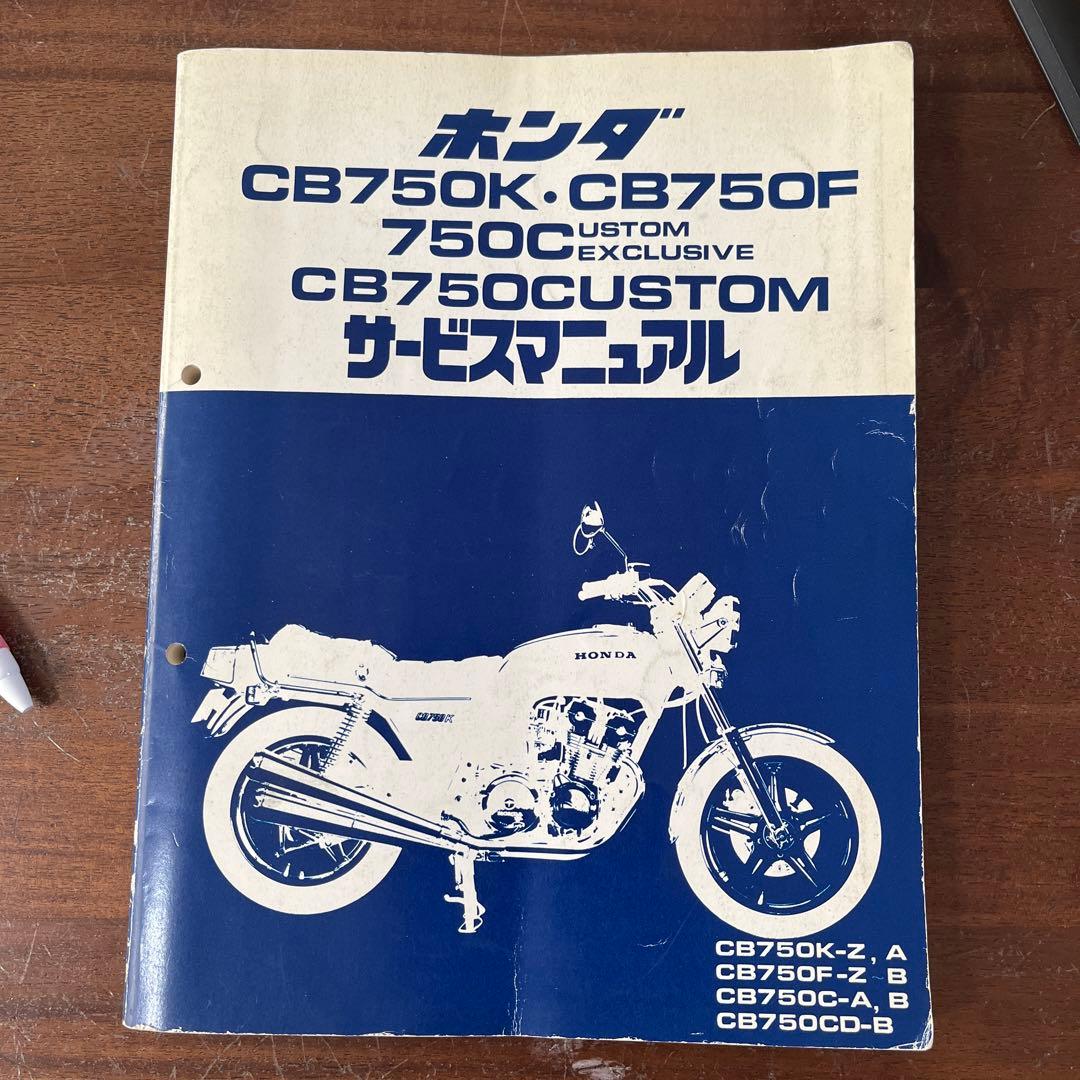 ホンダ
CB750K・CB750F
750CUSTOM
EXCLUSIVE
CB750CUSTOM
サービスマニュアル
HONDA
CB750K
CB750K-Z, A
CB750F-Z B
CB750C-A, B
CB750CD-B